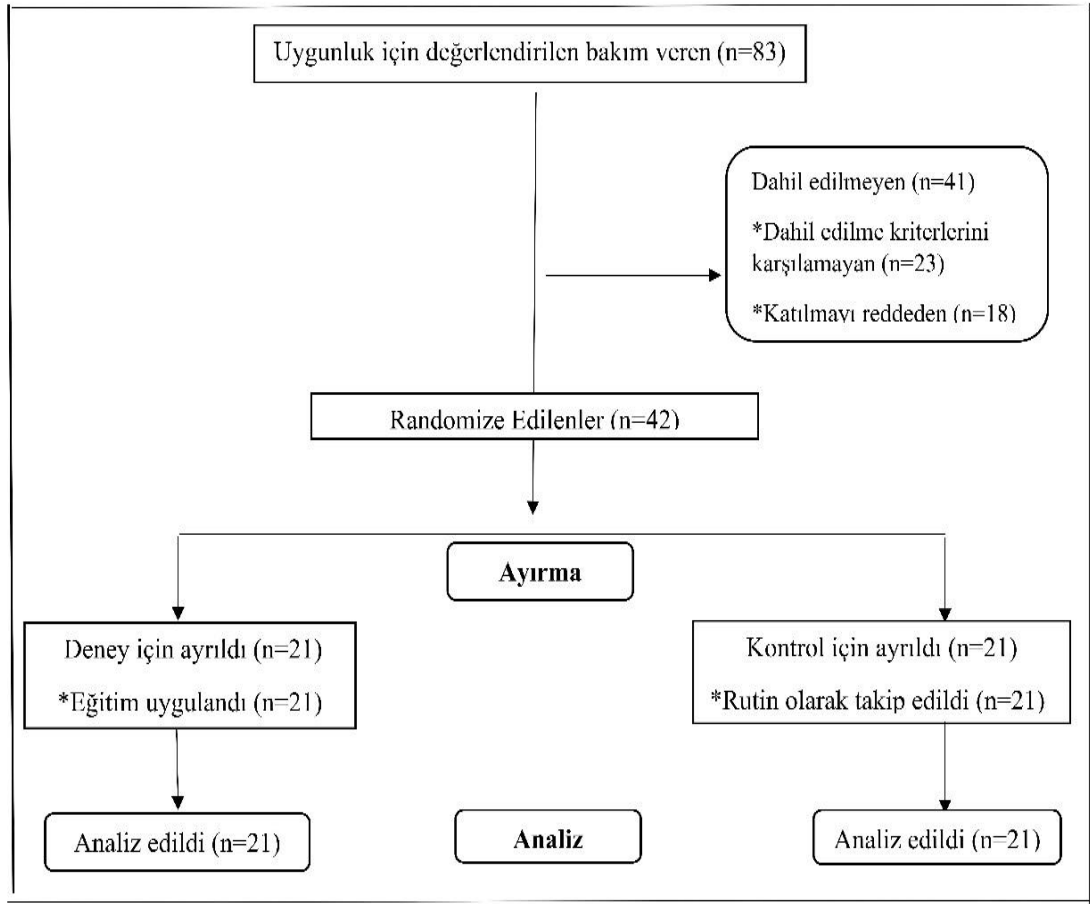 Uygunluk için değerlendirilen bakım veren (n=83)
Dahil edilmeyen (n=41)
*Dahil edilme kriterlerini
karşılamayan (n=23)
*Katılmayı reddeden (n=18)
Randomize Edilenler (n=42)
Ayırma
Deney için ayrıldı (n=21)
*Eğitim uygulandı (n=21)
Kontrol için ayrıldı (n=21)
*Rutin olarak takip edildi (n=21)
Analiz edildi (n=21)
Analiz
Analiz edildi (n=21)